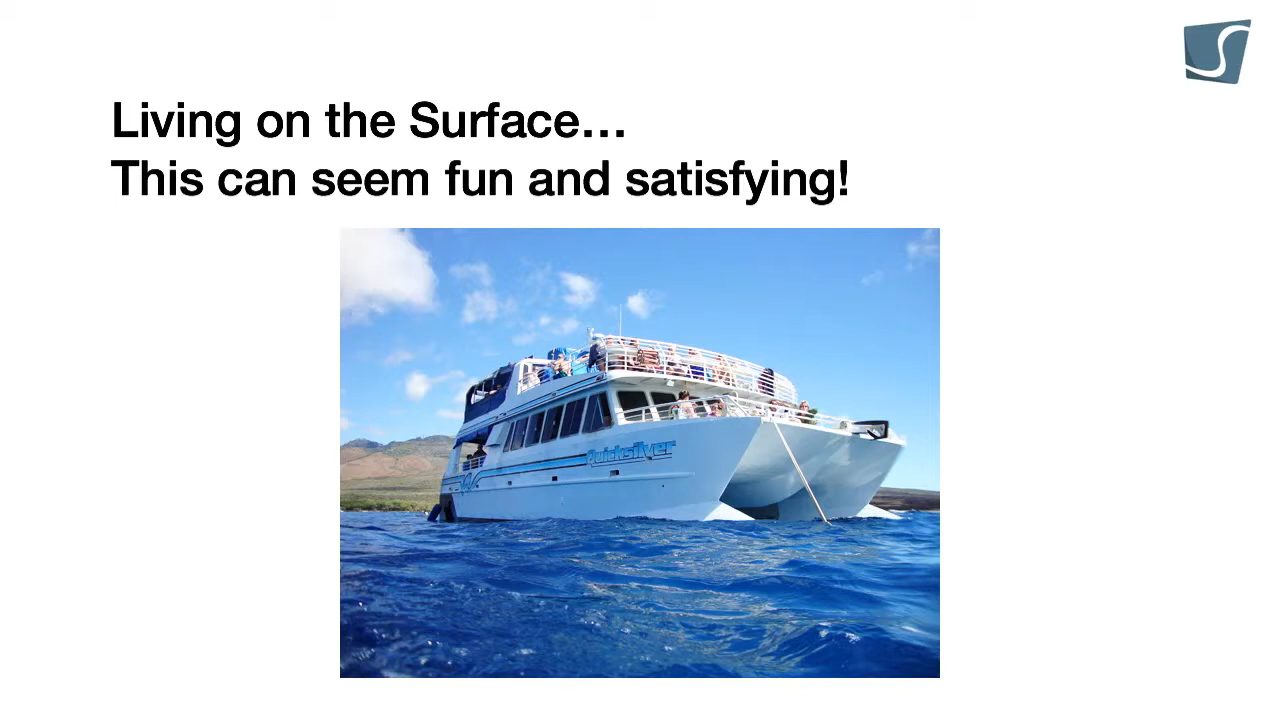 Living on the Surface…
This can seem fun and satisfying!
Quicksilver